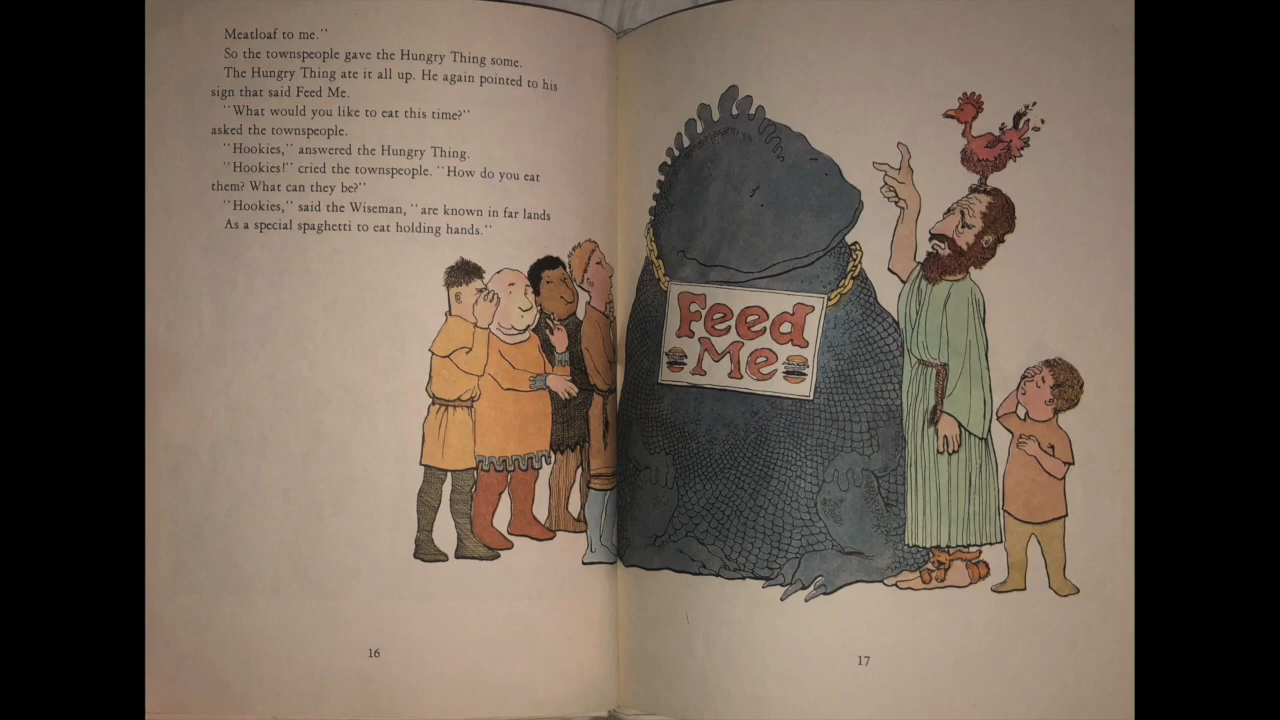 Meatloaf to me."
So the townspeople gave the Hungry Thing some.
The Hungry Thing ate it all up. He again pointed to his
sign that said Feed Me.
"What would you like to eat this time?"
asked the townspeople.
"Hookies," answered the Hungry Thing.
"Hookies!" cried the townspeople. "How do you eat
them? What can they be?"
"Hookies," said the Wiseman, "are known in far lands
As a special spaghetti to eat holding hands."
16
Feed
Me
17